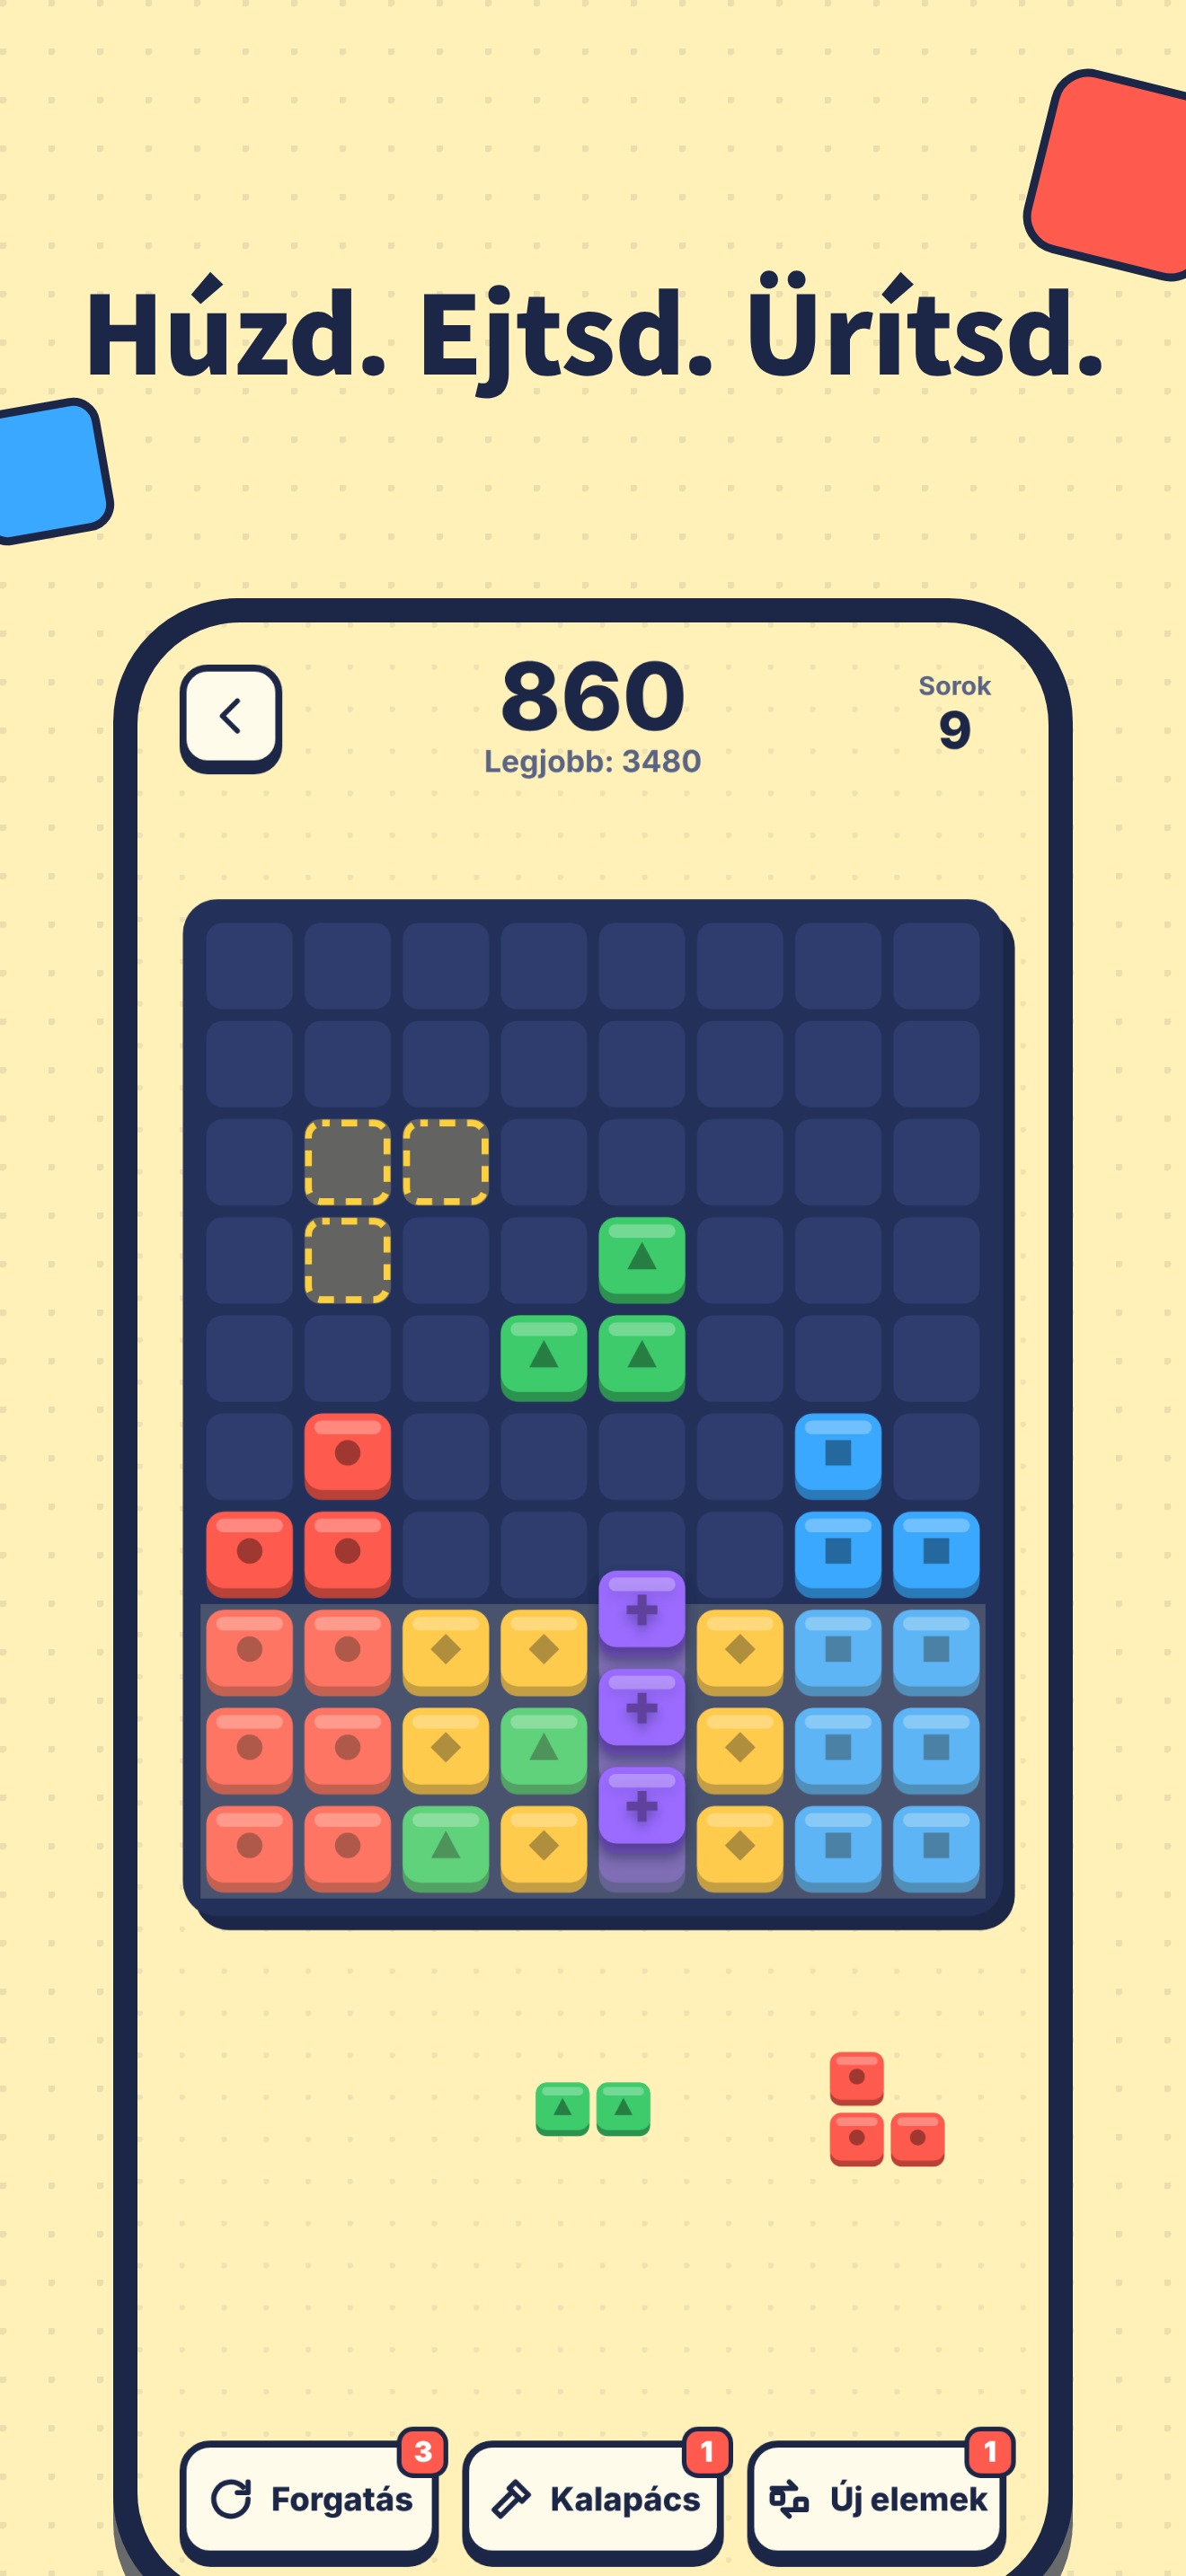 Húzd. Ejtsd. Ürítsd.
860
Legjobb: 3480
Sorok
9
3
1
1
Forgatás
Kalapács
Új elemek